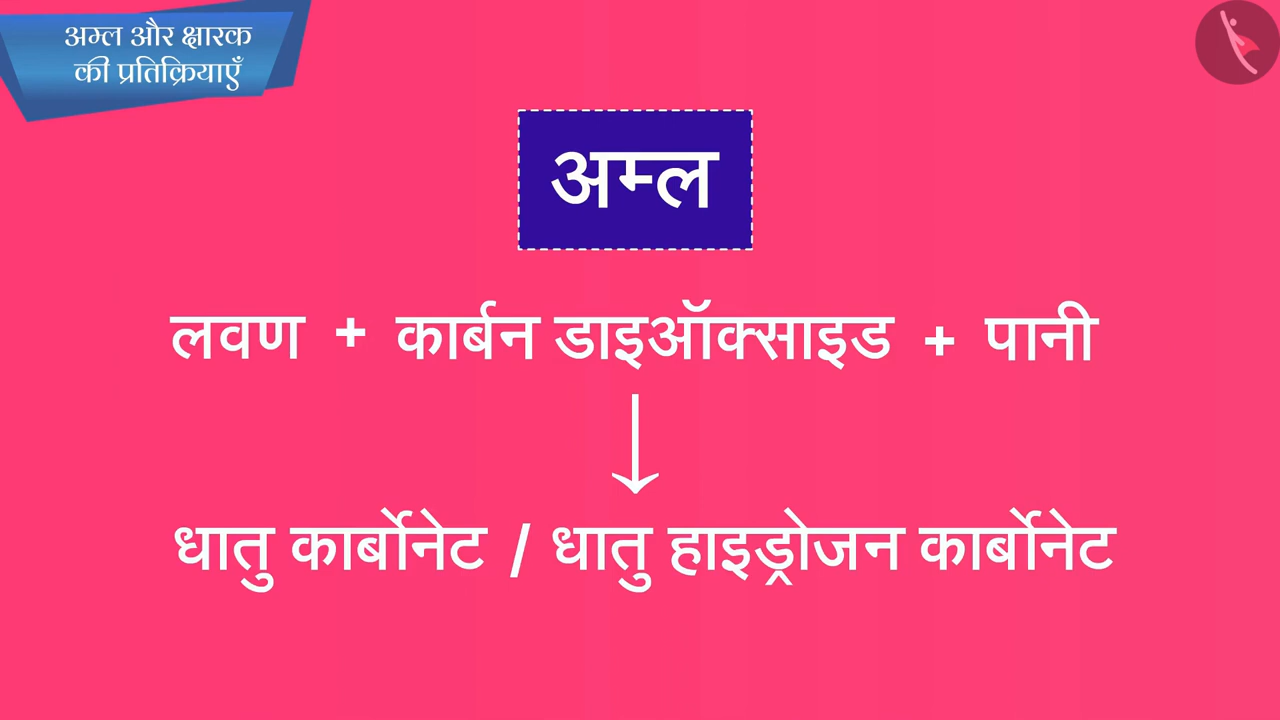 अम्ल और क्षारक
की प्रतिक्रियाएँ
अम्ल
लवण + कार्बन डाइऑक्साइड + पानी
↓
धातु कार्बोनेट / धातु हाइड्रोजन कार्बोनेट